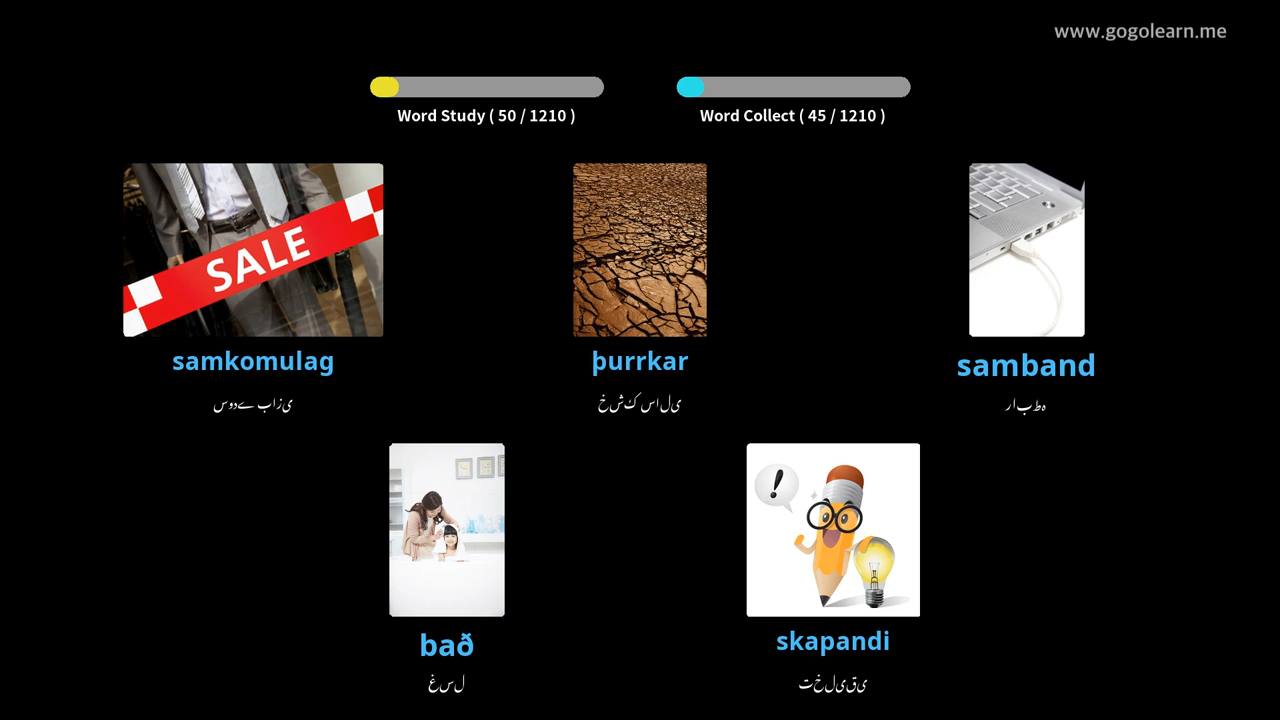 www.gogolearn.me
Word Study ( 50 / 1210 )
Word Collect ( 45 / 1210 )
SALE
samkomulag
سودے بازی
þurrkar
خشک سالی
samband
رابطہ
bað
غسل
!
skapandi
تخلیقی